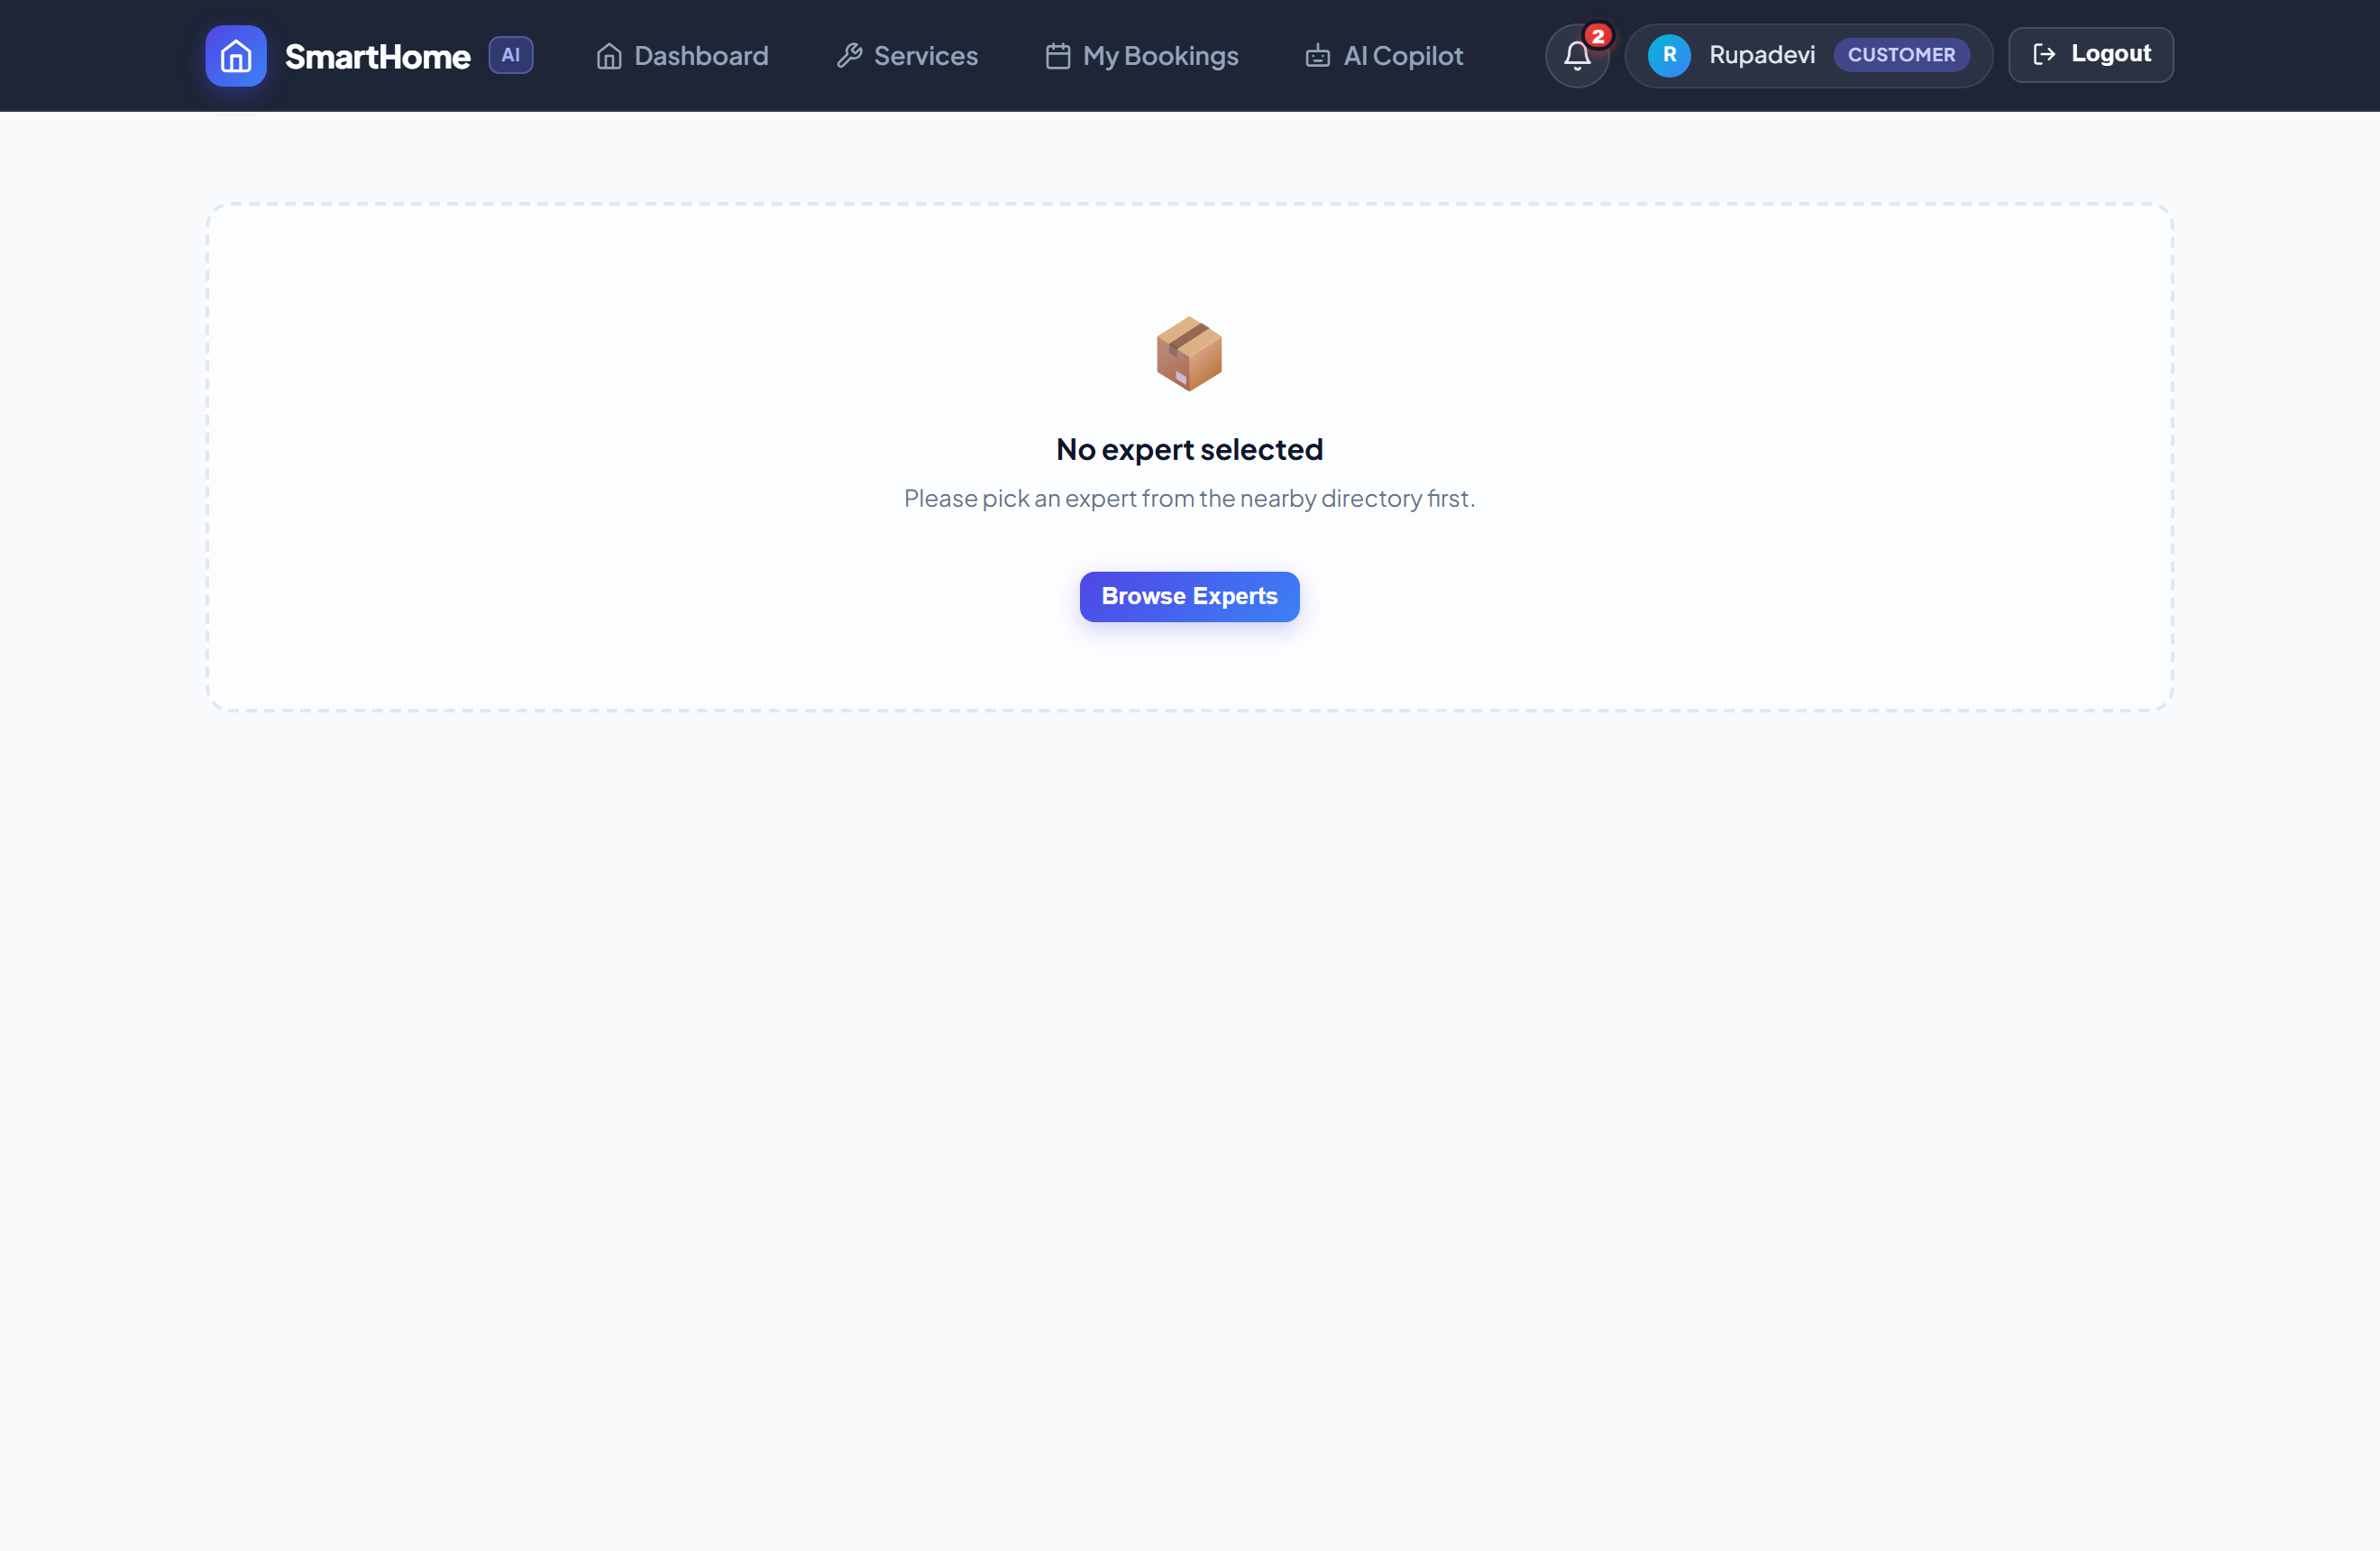 SmartHome AI Dashboard Services My Bookings AI Copilot 2 R Rupadevi CUSTOMER Logout
No expert selected
Please pick an expert from the nearby directory first.
Browse Experts